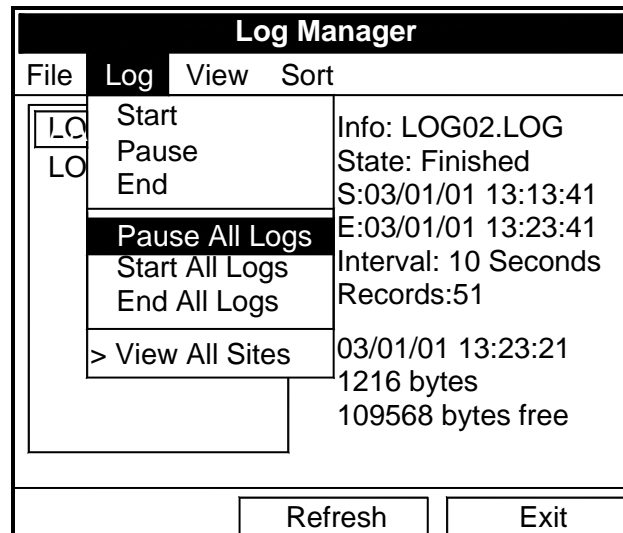 Log Manager
File Log View Sort
Start
Pause
End
Pause All Logs
Start All Logs
End All Logs
> View All Sites
LO
LO
Info: LOG02.LOG
State: Finished
S:03/01/01 13:13:41
E:03/01/01 13:23:41
Interval: 10 Seconds
Records:51
03/01/01 13:23:21
1216 bytes
109568 bytes free
Refresh Exit